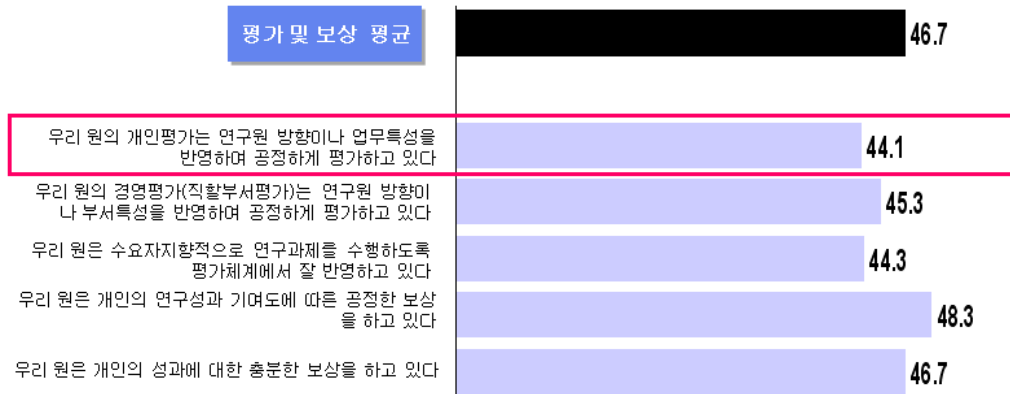 평가 및 보상 평균
46.7
우리 원의 개인평가는 연구원 방향이나 업무특성을
반영하여 공정하게 평가하고 있다
44.1
우리 원의 경영평가(직할부서평가)는 연구원 방향이
나 부서특성을 반영하여 공정하게 평가하고 있다
45.3
우리 원은 수요자지향적으로 연구과제를 수행하도록
평가체계에서 잘 반영하고 있다
44.3
우리 원은 개인의 연구성과 기여도에 따른 공정한 보상
을 하고 있다
48.3
우리 원은 개인의 성과에 대한 충분한 보상을 하고 있다
46.7